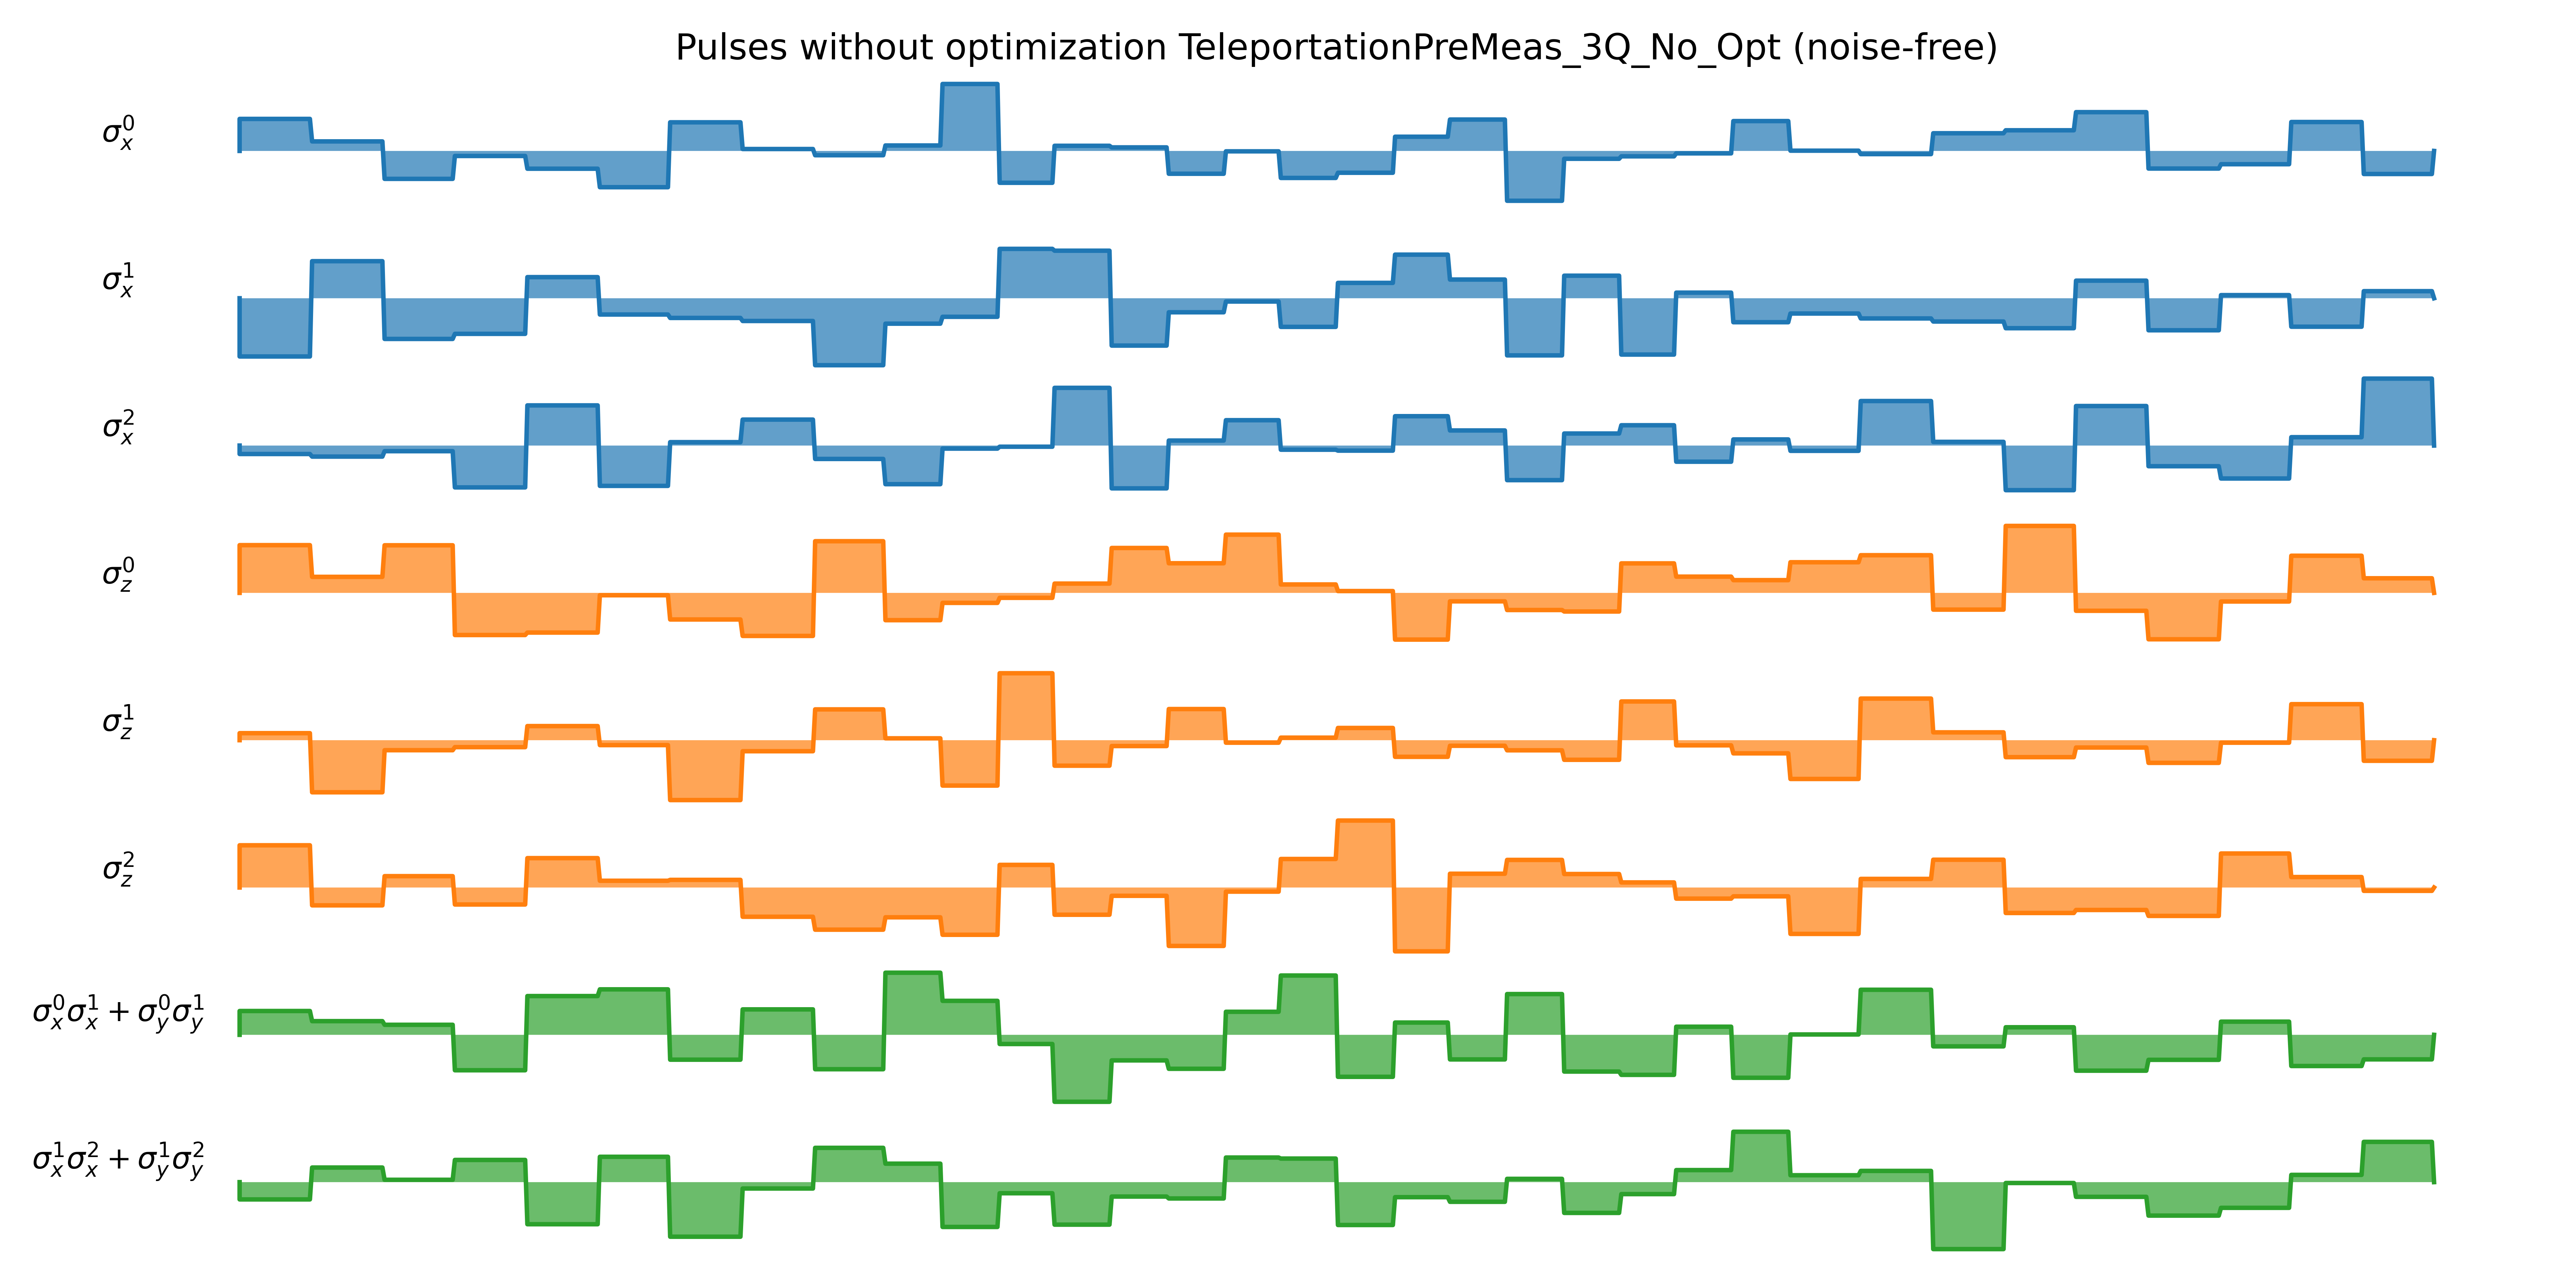 Pulses without optimization TeleportationPreMeas_3Q_No_Opt (noise-free)
σ_x^0
σ_x^1
σ_x^2
σ_z^0
σ_z^1
σ_z^2
σ_x^0σ_x^1 + σ_y^0σ_y^1
σ_x^1σ_x^2 + σ_y^1σ_y^2